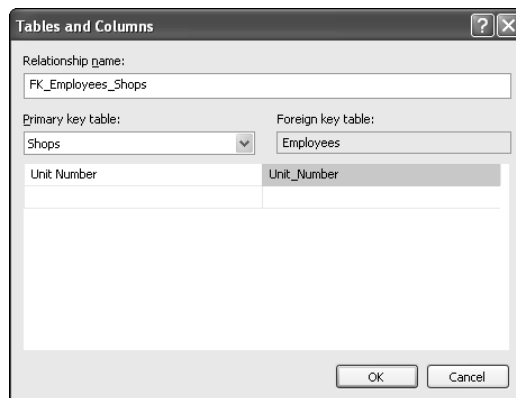 Tables and Columns
Relationship name:
FK_Employees_Shops
Primary key table:
Foreign key table:
Shops
Employees
Unit Number
Unit_Number
OK
Cancel